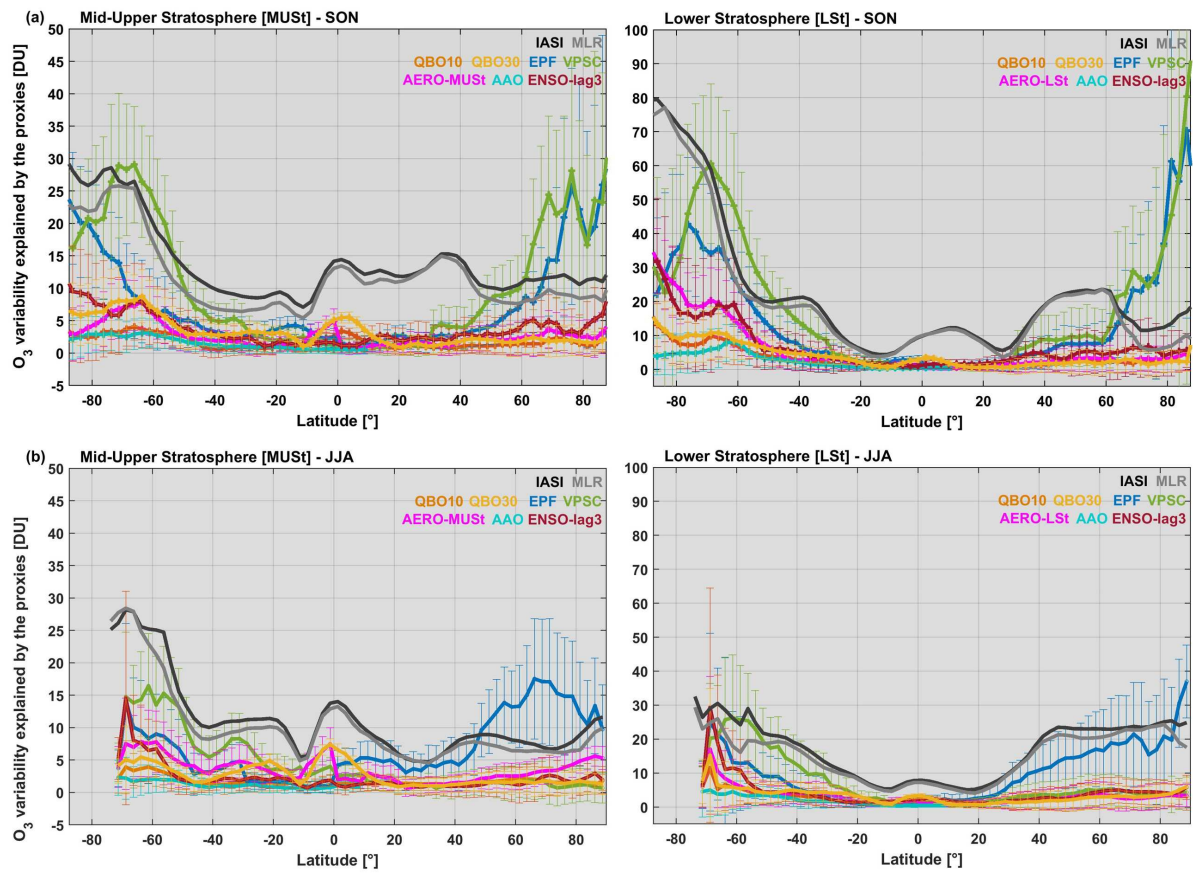 (a) Mid-Upper Stratosphere [MUSt] - SON
O3 variability explained by the proxies [DU]
50
45
40
35
30
25
20
15
10
5
0
-5
IASI MLR
QBO10 QBO30 EPF VPSC
AERO-MUSt AAO ENSO-lag3
-80 -60 -40 -20 0 20 40 60 80
Latitude [°]
Lower Stratosphere [LSt] - SON
100
90
80
70
60
50
40
30
20
10
0
IASI MLR
QBO10 QBO30 EPF VPSC
AERO-LSt AAO ENSO-lag3
-80 -60 -40 -20 0 20 40 60 80
Latitude [°]
(b) Mid-Upper Stratosphere [MUSt] - JJA
O3 variability explained by the proxies [DU]
50
45
40
35
30
25
20
15
10
5
0
-5
IASI MLR
QBO10 QBO30 EPF VPSC
AERO-MUSt AAO ENSO-lag3
-80 -60 -40 -20 0 20 40 60 80
Latitude [°]
Lower Stratosphere [LSt] - JJA
100
90
80
70
60
50
40
30
20
10
0
IASI MLR
QBO10 QBO30 EPF VPSC
AERO-LSt AAO ENSO-lag3
-80 -60 -40 -20 0 20 40 60 80
Latitude [°]